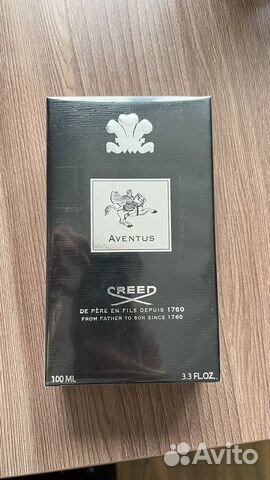 AVENTUS
CREED
DE PÈRE EN FILS DEPUIS 1760
FROM FATHER TO SON SINCE 1760
100 ML 3.3 FL.OZ.
Avito